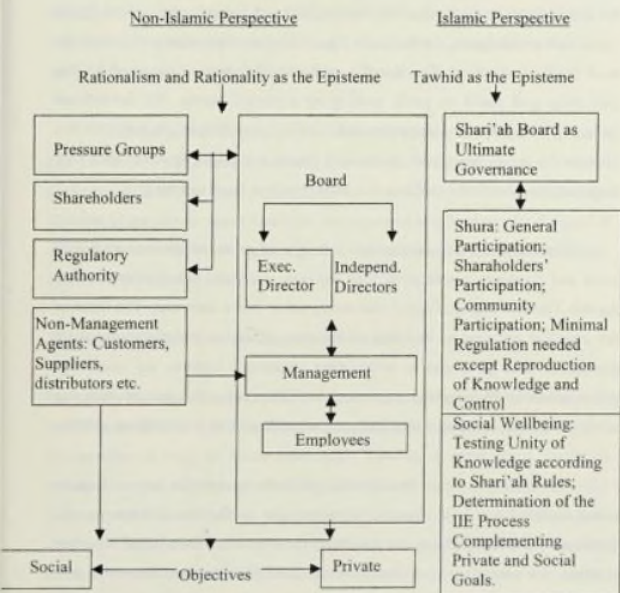 Non-Islamic Perspective
Islamic Perspective
Rationalism and Rationality as the Episteme
Tawhid as the Episteme
Pressure Groups
Shareholders
Regulatory
Authority
Non-Management
Agents: Customers,
Suppliers,
distributors etc.
Board
Exec.
Director
Independ.
Directors
Management
Employees
Social
Objectives
Private
Shari'ah Board as
Ultimate
Governance
Shura: General
Participation;
Sharaholders'
Participation;
Community
Participation; Minimal
Regulation needed
except Reproduction
of Knowledge and
Control
Social Wellbeing:
Testing Unity of
Knowledge according
to Shari'ah Rules;
Determination of the
IIE Process
Complementing
Private and Social
Goals.